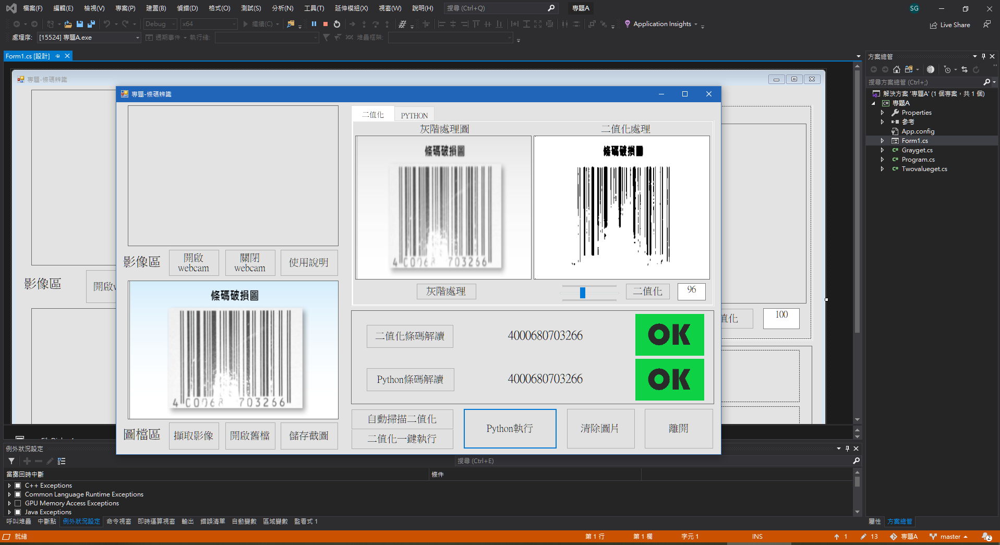 檔案(F) 編輯(E) 檢視(V) 專案(P) 建置(B) 偵錯(D) 格式(O) 測試(S) 分析(N) 工具(T) 延伸模組(X) 視窗(W) 說明(H) 搜尋 (Ctrl+Q) 專題A SG
Debug x64 繼續(C) Application Insights Live Share
處理序: [15524] 專題A.exe 週期事件 執行緒: 堆疊框架:
Form1.cs [設計]
專題-條碼辨識
影像區
開啟
值化
100
專題-條碼辨識
影像區
開啟
webcam
關閉
webcam
使用說明
條碼破損圖
703266
圖檔區
擷取影像
開啟舊檔
儲存截圖
二值化 PYTHON
灰階處理圖
二值化處理
條碼破損圖
703266
條碼破損
灰階處理
二值化
96
二值化條碼解讀
4000680703266
OK
Python條碼解讀
4000680703266
OK
自動掃描二值化
二值化一鍵執行
Python執行
清除圖片
離開
方案總管
搜尋方案總管 (Ctrl+;)
解決方案 '專題A' (1 個專案，共 1 個)
專題A
Properties
參考
App.config
Form1.cs
Grayget.cs
Program.cs
Twovalueget.cs
例外狀況設定
搜尋 (Ctrl+E)
當擲回時中斷 條件
C++ Exceptions
Common Language Runtime Exceptions
GPU Memory Access Exceptions
Java Exceptions
呼叫堆疊 中斷點 例外狀況設定 命令視窗 即時運算視窗 輸出 錯誤清單 自動變數 區域變數 監看式 1
屬性 方案總管
就緒 第 1 行 第 1 欄 字元 1 INS 1 13 專題A master 2